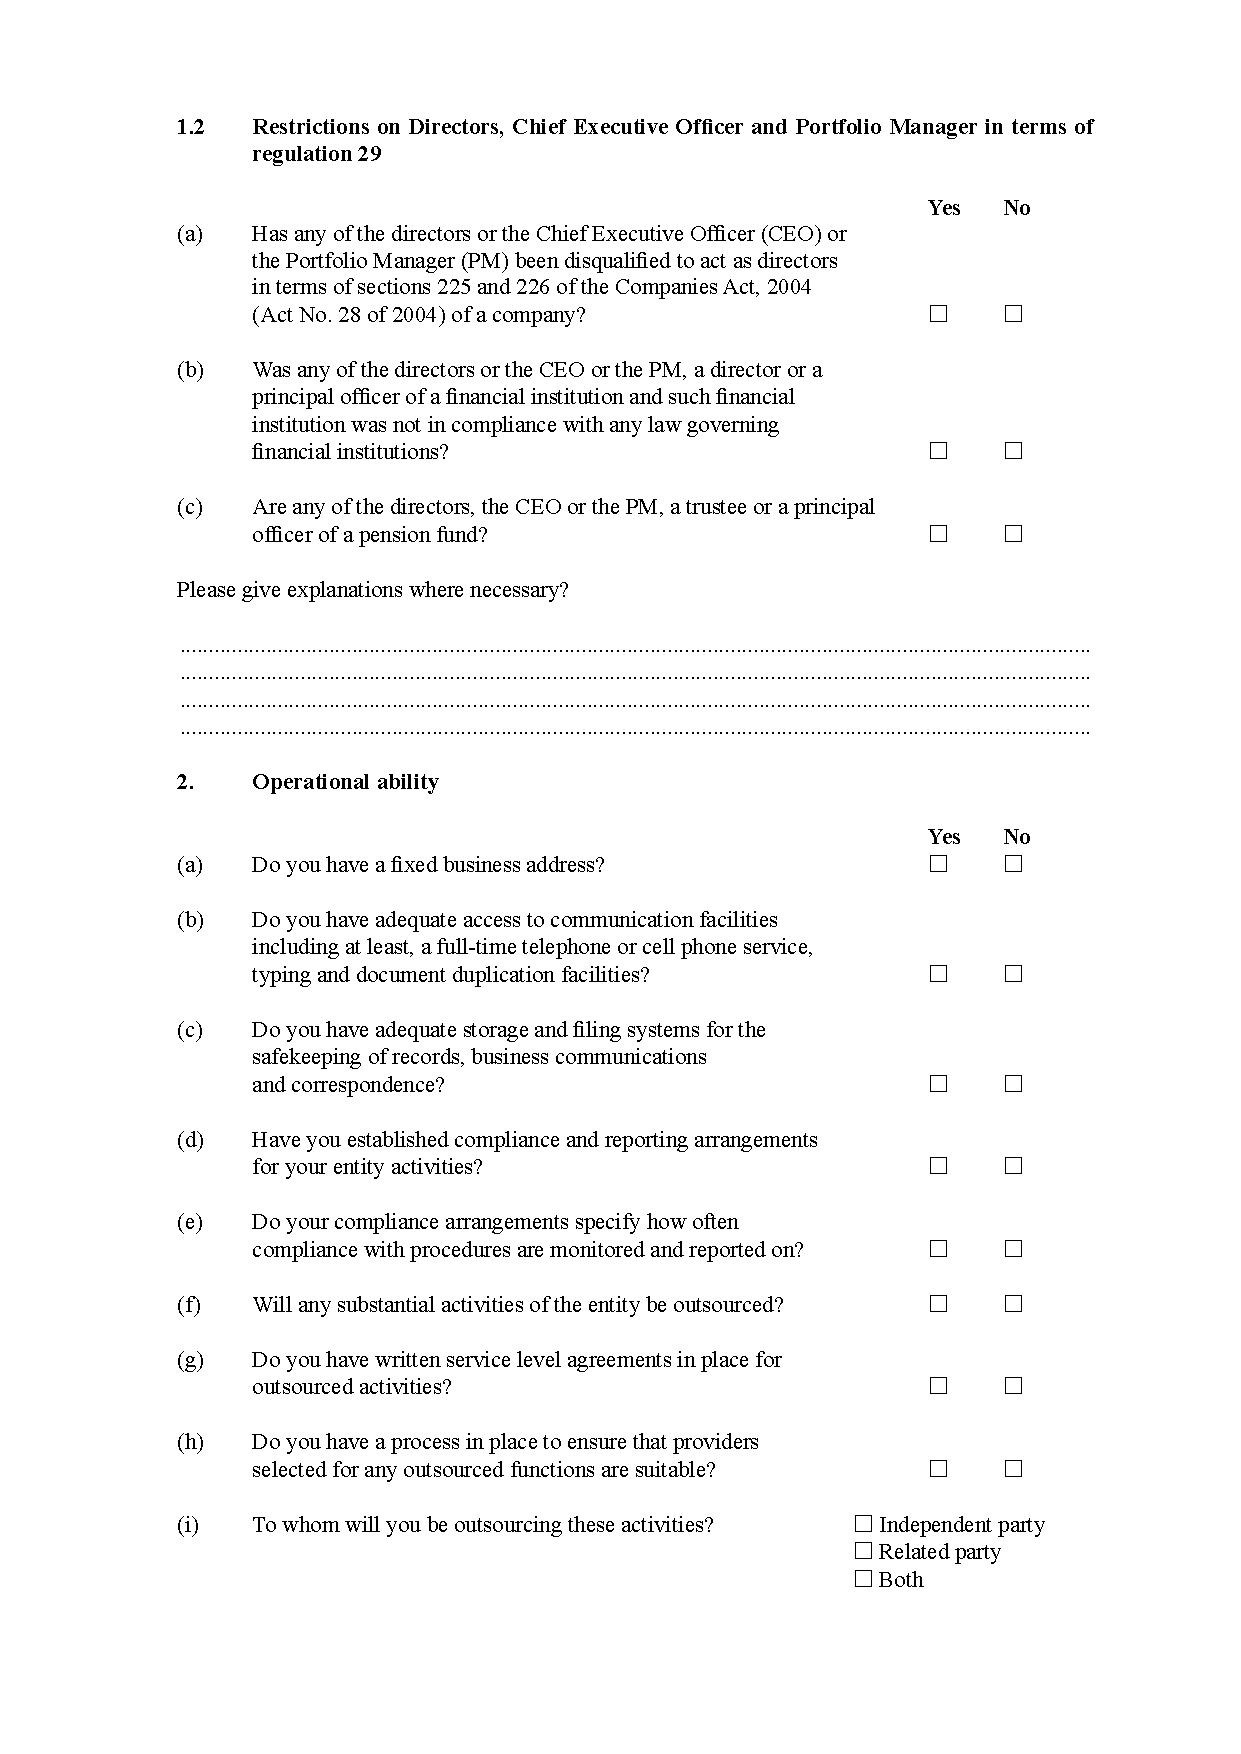 1.2 Restrictions on Directors, Chief Executive Officer and Portfolio Manager in terms of
regulation 29
Yes No
(a) Has any of the directors or the Chief Executive Officer (CEO) or
the Portfolio Manager (PM) been disqualified to act as directors
in terms of sections 225 and 226 of the Companies Act, 2004
(Act No. 28 of 2004) of a company? ☐ ☐
(b) Was any of the directors or the CEO or the PM, a director or a
principal officer of a financial institution and such financial
institution was not in compliance with any law governing
financial institutions? ☐ ☐
(c) Are any of the directors, the CEO or the PM, a trustee or a principal
officer of a pension fund? ☐ ☐
Please give explanations where necessary?
................................................................................
................................................................................
................................................................................
................................................................................
2. Operational ability
Yes No
(a) Do you have a fixed business address? ☐ ☐
(b) Do you have adequate access to communication facilities
including at least, a full-time telephone or cell phone service,
typing and document duplication facilities? ☐ ☐
(c) Do you have adequate storage and filing systems for the
safekeeping of records, business communications
and correspondence? ☐ ☐
(d) Have you established compliance and reporting arrangements
for your entity activities? ☐ ☐
(e) Do your compliance arrangements specify how often
compliance with procedures are monitored and reported on? ☐ ☐
(f) Will any substantial activities of the entity be outsourced? ☐ ☐
(g) Do you have written service level agreements in place for
outsourced activities? ☐ ☐
(h) Do you have a process in place to ensure that providers
selected for any outsourced functions are suitable? ☐ ☐
(i) To whom will you be outsourcing these activities? ☐ Independent party
☐ Related party
☐ Both